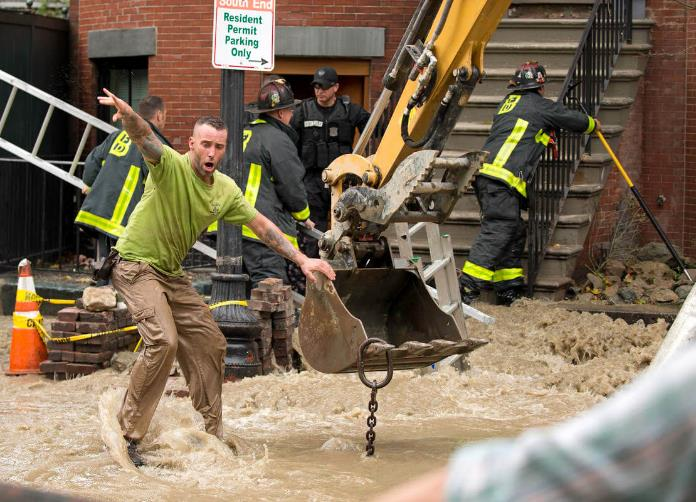 South End
Resident
Permit
Parking
Only